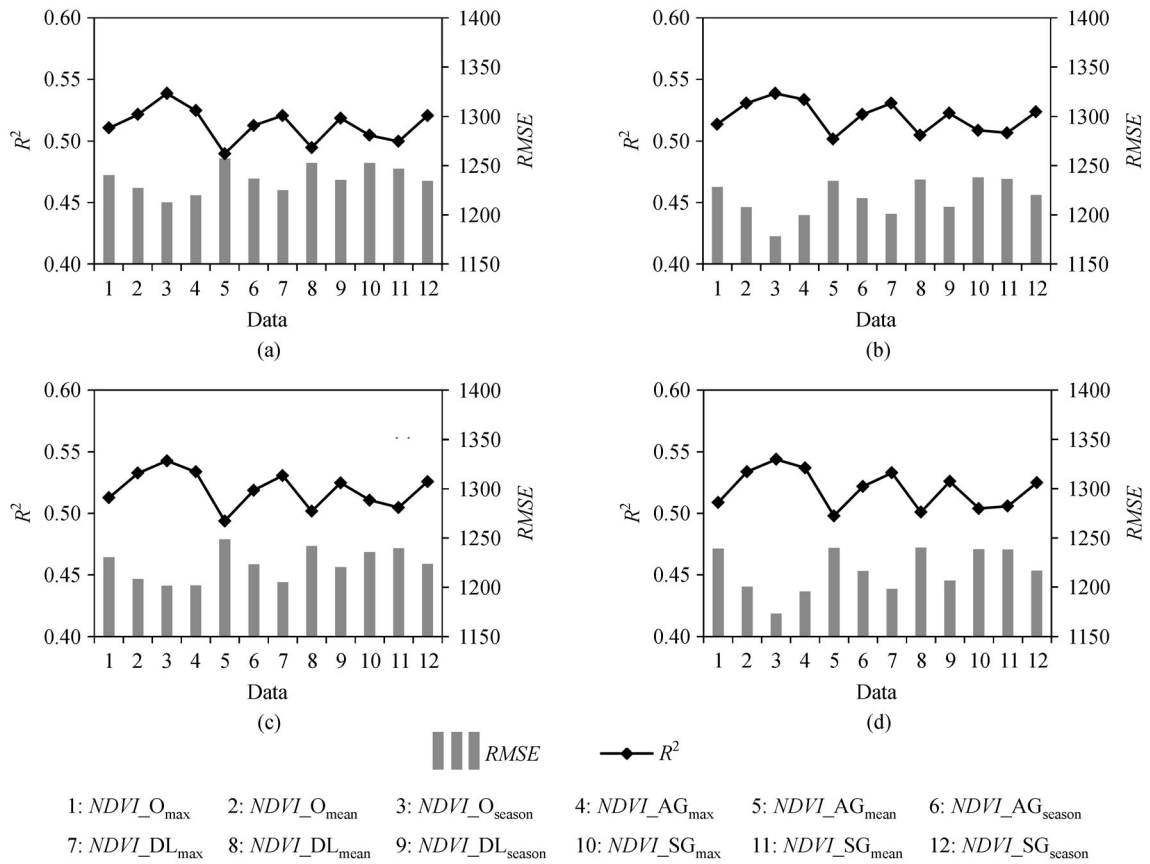 0.60 1400
0.55 1350
1300
0.50
1250
0.45
1200
0.40 1150
R² RMSE
1 2 3 4 5 6 7 8 9 10 11 12
Data
(a)
0.60 1400
0.55 1350
1300
0.50
1250
0.45
1200
0.40 1150
R² RMSE
1 2 3 4 5 6 7 8 9 10 11 12
Data
(b)
0.60 1400
0.55 1350
1300
0.50
1250
0.45
1200
0.40 1150
R² RMSE
1 2 3 4 5 6 7 8 9 10 11 12
Data
(c)
0.60 1400
0.55 1350
1300
0.50
1250
0.45
1200
0.40 1150
R² RMSE
1 2 3 4 5 6 7 8 9 10 11 12
Data
(d)
RMSE R²
1: NDVI_Omax 2: NDVI_Omean 3: NDVI_Oseason 4: NDVI_AGmax 5: NDVI_AGmean 6: NDVI_AGseason
7: NDVI_DLmax 8: NDVI_DLmean 9: NDVI_DLseason 10: NDVI_SGmax 11: NDVI_SGmean 12: NDVI_SGseason